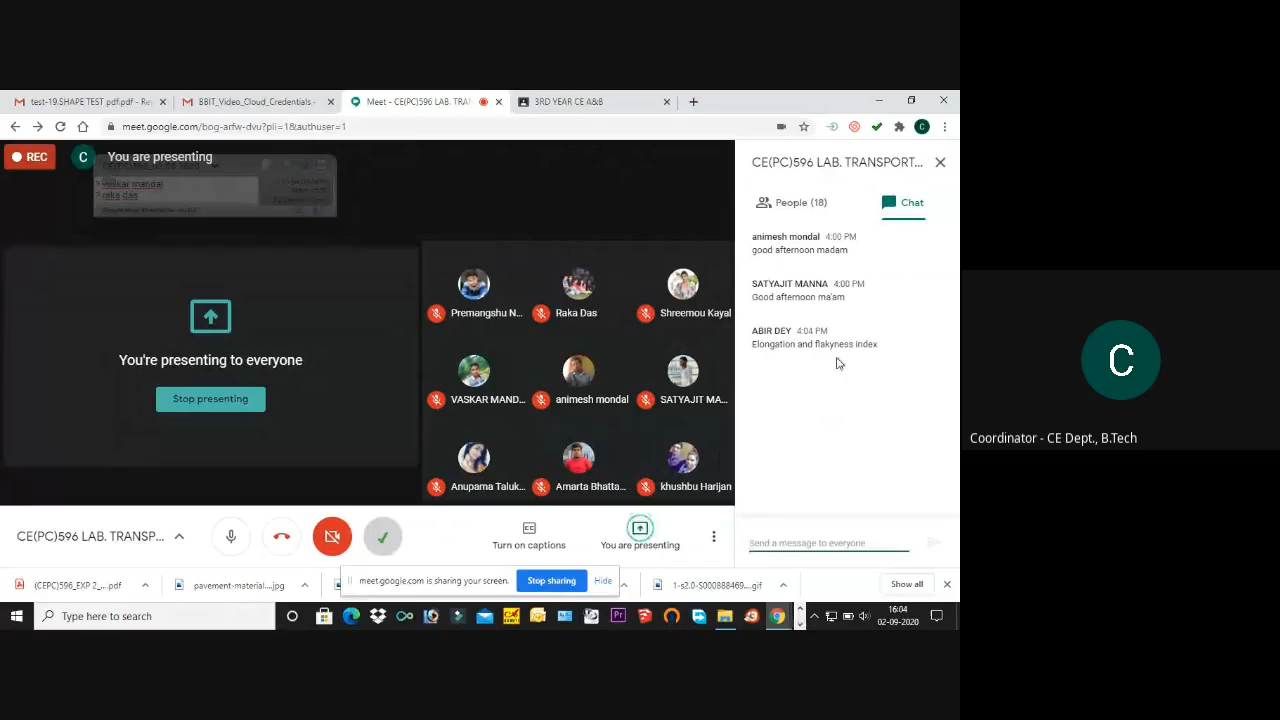 test-19.SHAPE TEST pdf.pdf - Re
BBIT_Video_Cloud_Credentials -
Meet - CE(PC)596 LAB. TRAN
3RD YEAR CE A&B
meet.google.com/bog-arfw-dvu?pli=1&authuser=1
C
REC
C
You are presenting
vaskar mandal
raka das
You're presenting to everyone
Stop presenting
Premangshu N...
Raka Das
Shreemou Kayal
VASKAR MAND...
animesh mondal
SATYAJIT MA...
Anupama Taluk...
Amarta Bhatta...
khushbu Harijan
CE(PC)596 LAB. TRANSPORT...
People (18)
Chat
animesh mondal 4:00 PM
good afternoon madam
SATYAJIT MANNA 4:00 PM
Good afternoon ma'am
ABIR DEY 4:04 PM
Elongation and flakyness index
Send a message to everyone
CE(PC)596 LAB. TRANSP...
Turn on captions
You are presenting
(CEPC)596_EXP 2_....pdf
pavement-material....jpg
meet.google.com is sharing your screen.
Stop sharing
Hide
1-s2.0-S000888469....gif
Show all
Type here to search
Pr
16:04
02-09-2020
C
Coordinator - CE Dept., B.Tech